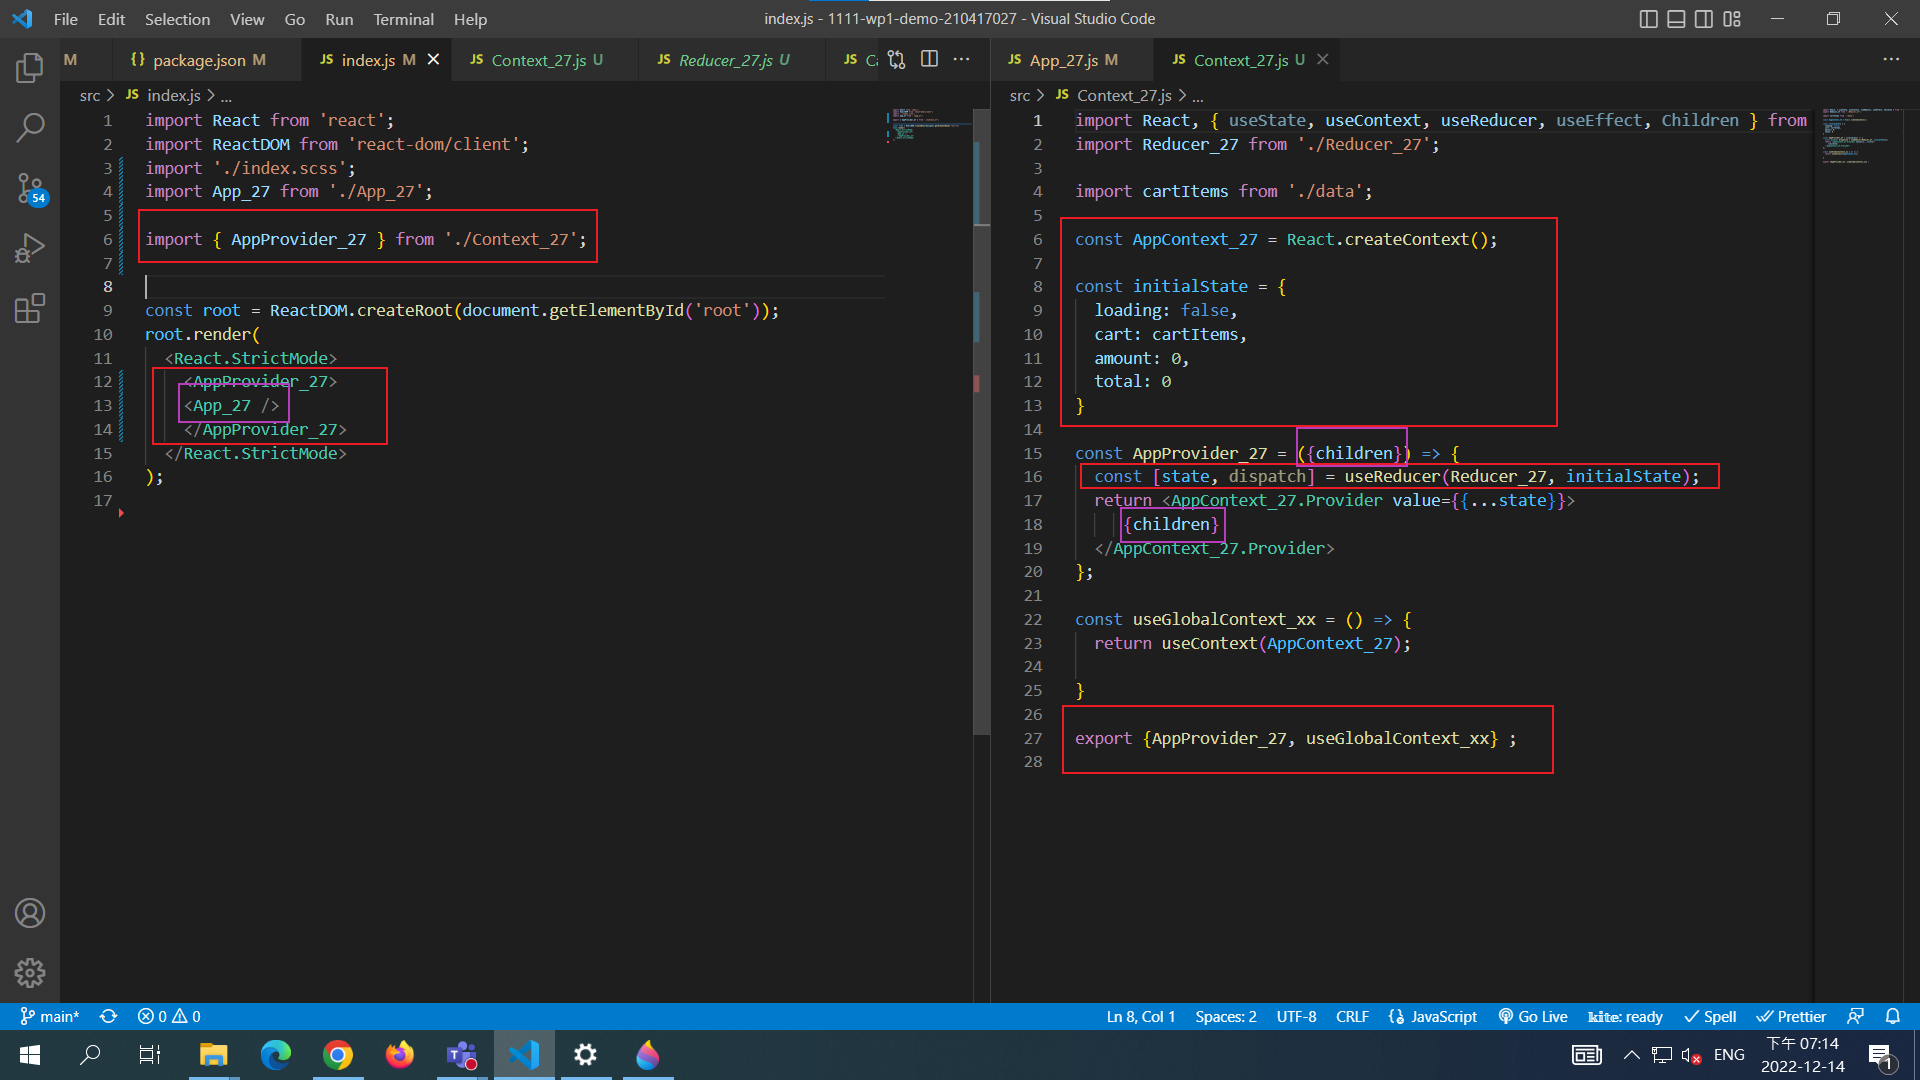 File Edit Selection View Go Run Terminal Help
index.js - 1111-wp1-demo-210417027 - Visual Studio Code
M
{} package.json M
JS index.js M
JS Context_27.js U
JS Reducer_27.js U
JS
JS App_27.js M
JS Context_27.js U
src > JS index.js > ...
1 import React from 'react';
2 import ReactDOM from 'react-dom/client';
3 import './index.scss';
4 import App_27 from './App_27';
5
6 import { AppProvider_27 } from './Context_27';
7
8
9 const root = ReactDOM.createRoot(document.getElementById('root'));
10 root.render(
11 <React.StrictMode>
12 <AppProvider_27>
13 <App_27 />
14 </AppProvider_27>
15 </React.StrictMode>
16 );
17
src > JS Context_27.js > ...
1 import React, { useState, useContext, useReducer, useEffect, Children } from
2 import Reducer_27 from './Reducer_27';
3
4 import cartItems from './data';
5
6 const AppContext_27 = React.createContext();
7
8 const initialState = {
9 loading: false,
10 cart: cartItems,
11 amount: 0,
12 total: 0
13 }
14
15 const AppProvider_27 = ({children}) => {
16 const [state, dispatch] = useReducer(Reducer_27, initialState);
17 return <AppContext_27.Provider value={{...state}}>
18 {children}
19 </AppContext_27.Provider>
20 };
21
22 const useGlobalContext_xx = () => {
23 return useContext(AppContext_27);
24
25 }
26
27 export {AppProvider_27, useGlobalContext_xx} ;
28
54
main* 0 0
Ln 8, Col 1 Spaces: 2 UTF-8 CRLF {} JavaScript Go Live kite: ready Spell Prettier
ENG
下午 07:14
2022-12-14
1